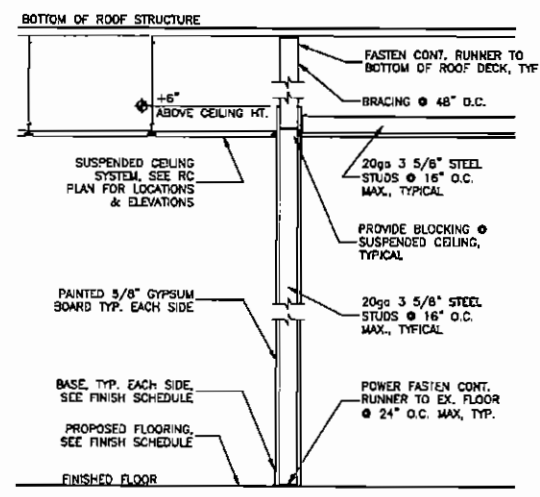 BOTTOM OF ROOF STRUCTURE
FASTEN CONT. RUNNER TO
BOTTOM OF ROOF DECK, TYP
+6"
ABOVE CEILING HT.
BRACING @ 48" O.C.
SUSPENDED CEILING
SYSTEM, SEE RC
PLAN FOR LOCATIONS
& ELEVATIONS
20ga 3 5/8" STEEL
STUDS @ 16" O.C.
MAX., TYPICAL
PROVIDE BLOCKING @
SUSPENDED CEILING,
TYPICAL
PAINTED 5/8" GYPSUM
BOARD TYP. EACH SIDE
20ga 3 5/8" STEEL
STUDS @ 16" O.C.
MAX., TYPICAL
BASE, TYP. EACH SIDE,
SEE FINISH SCHEDULE
POWER FASTEN CONT.
RUNNER TO EX. FLOOR
@ 24" O.C. MAX, TYP.
PROPOSED FLOORING,
SEE FINISH SCHEDULE
FINISHED FLOOR